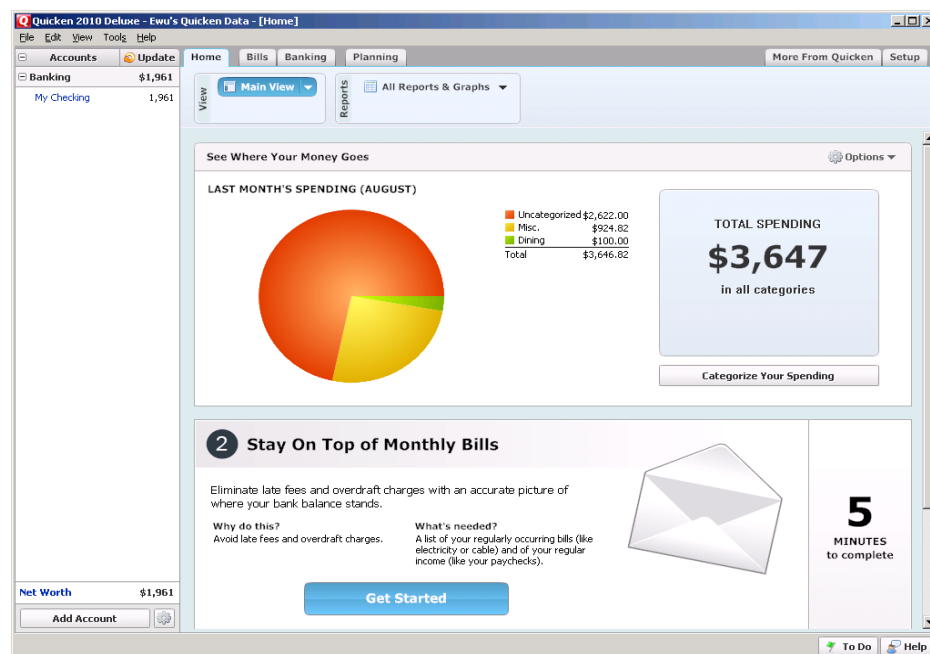 Quicken 2010 Deluxe - Ewu's Quicken Data - [Home]
File Edit View Tools Help
Accounts Update Home Bills Banking Planning More From Quicken Setup
Banking $1,961
My Checking 1,961
View Main View Reports All Reports & Graphs
See Where Your Money Goes Options
LAST MONTH'S SPENDING (AUGUST)
Uncategorized $2,622.00
Misc. $924.82
Dining $100.00
Total $3,646.82
TOTAL SPENDING
$3,647
in all categories
Categorize Your Spending
2 Stay On Top of Monthly Bills
Eliminate late fees and overdraft charges with an accurate picture of
where your bank balance stands.
Why do this?
Avoid late fees and overdraft charges.
What's needed?
A list of your regularly occurring bills (like
electricity or cable) and of your regular
income (like your paychecks).
5
MINUTES
to complete
Get Started
Net Worth $1,961
Add Account
To Do Help